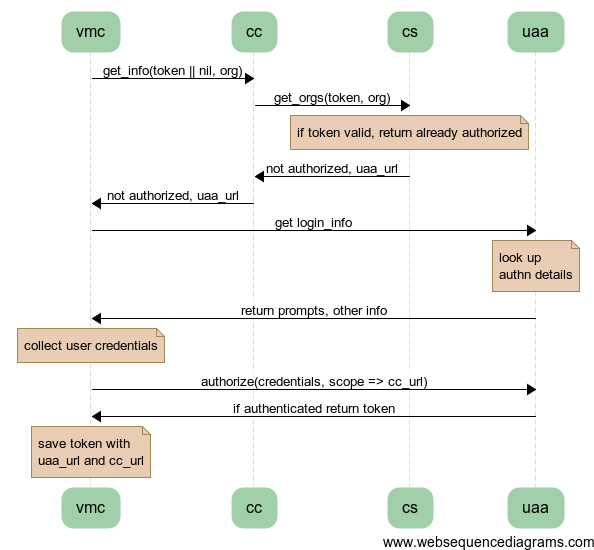 vmc cc cs uaa
get_info(token || nil, org)
get_orgs(token, org)
if token valid, return already authorized
not authorized, uaa_url
not authorized, uaa_url
get login_info
look up
authn details
return prompts, other info
collect user credentials
authorize(credentials, scope => cc_url)
if authenticated return token
save token with
uaa_url and cc_url
vmc cc cs uaa
www.websequencediagrams.com